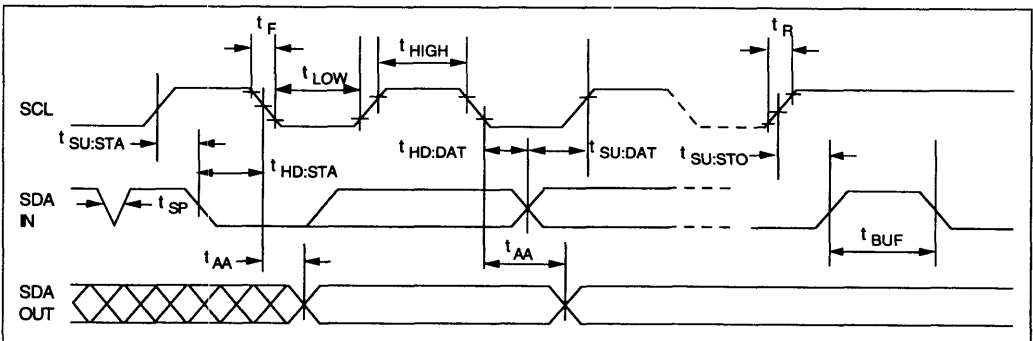 t F
t R
t HIGH
t LOW
SCL
t SU:STA
t HD:DAT
t SU:DAT
t SU:STO
t HD:STA
SDA
IN
t SP
t BUF
t AA
t AA
SDA
OUT